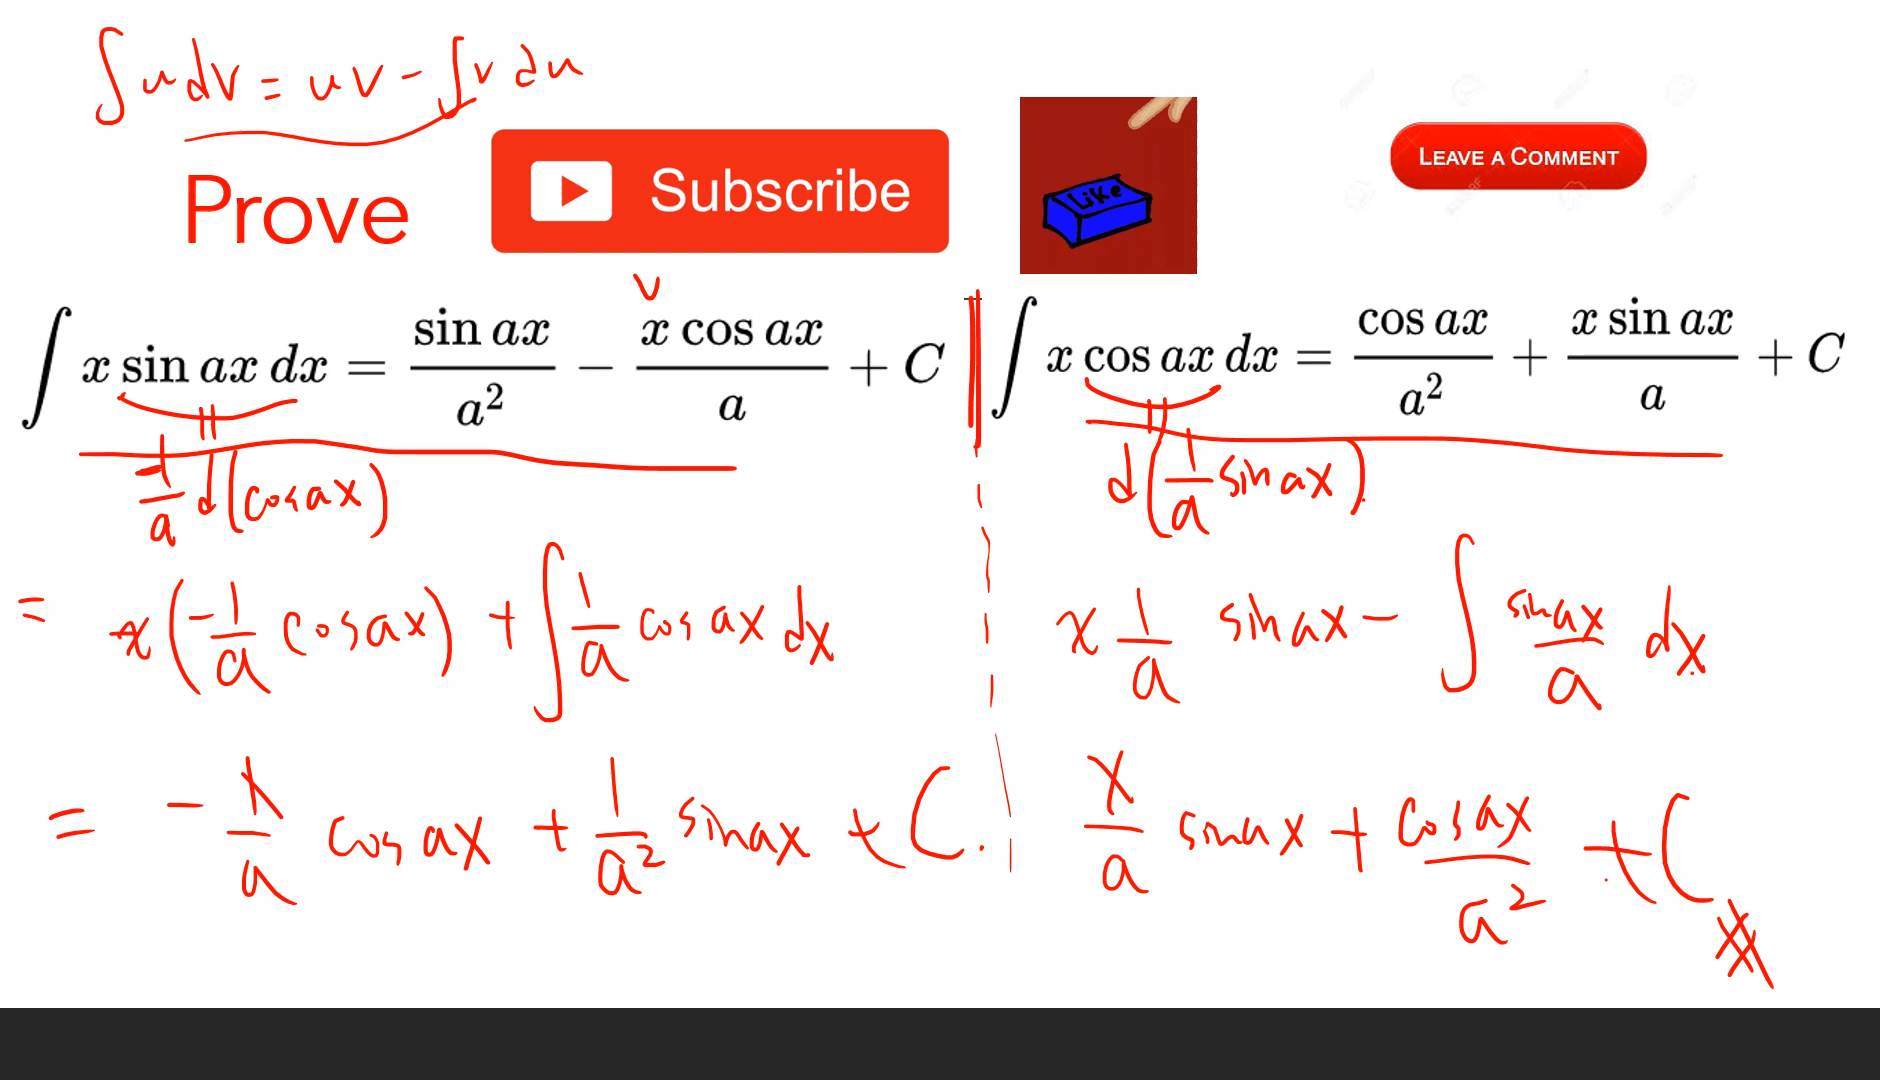 ∫ u dv = uv - ∫ v du
Prove
Subscribe
LIKE
LEAVE A COMMENT
v
∫ x sin ax dx = sin ax / a² − x cos ax / a + C
-1/a d(cos ax)
= x(-1/a cos ax) + ∫ 1/a cos ax dx
= -x/a cos ax + 1/a² sin ax + C.
∫ x cos ax dx = cos ax / a² + x sin ax / a + C
d(1/a sin ax)
x 1/a sin ax − ∫ sin ax / a dx
x/a sin ax + cos ax / a² + C